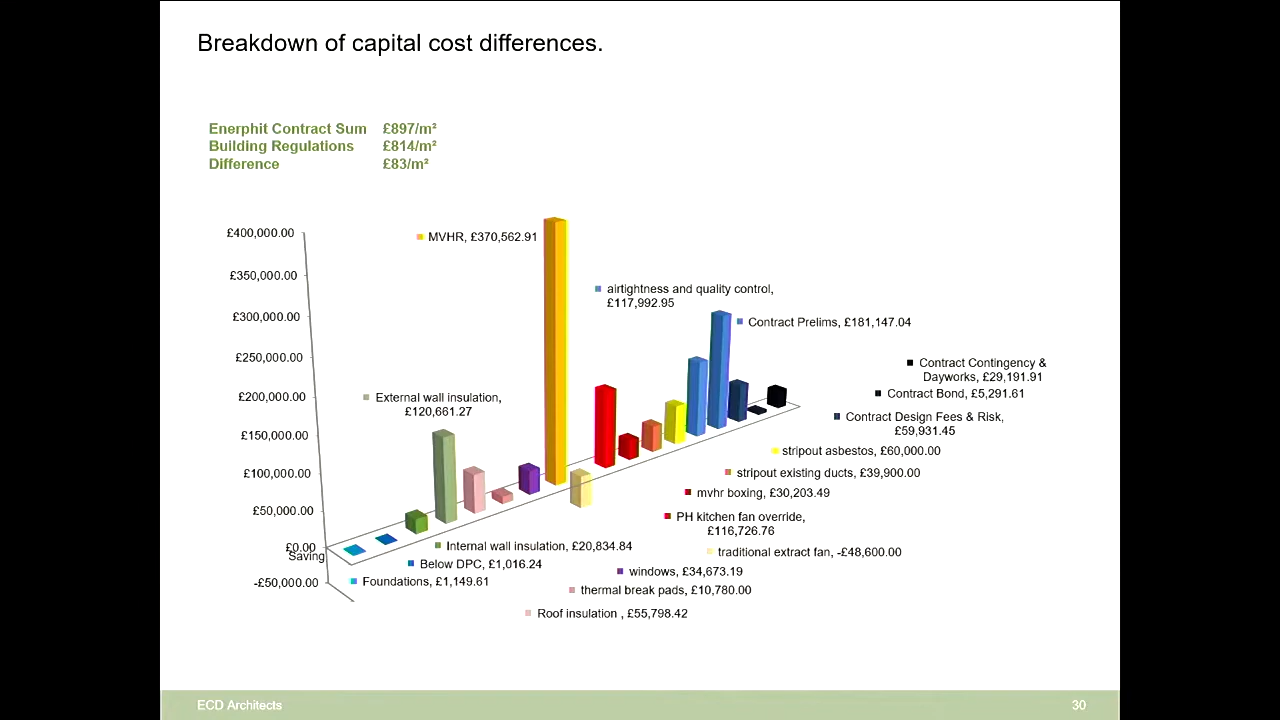 Breakdown of capital cost differences.
Enerphit Contract Sum £897/m²
Building Regulations £814/m²
Difference £83/m²
£400,000.00
£350,000.00
£300,000.00
£250,000.00
£200,000.00
£150,000.00
£100,000.00
£50,000.00
£0.00
Saving
-£50,000.00
MVHR, £370,562.91
airtightness and quality control,
£117,992.95
Contract Prelims, £181,147.04
Contract Contingency &
Dayworks, £29,191.91
Contract Bond, £5,291.61
External wall insulation,
£120,661.27
Contract Design Fees & Risk,
£59,931.45
stripout asbestos, £60,000.00
stripout existing ducts, £39,900.00
mvhr boxing, £30,203.49
PH kitchen fan override,
£116,726.76
Internal wall insulation, £20,834.84
traditional extract fan, -£48,600.00
Below DPC, £1,016.24
windows, £34,673.19
Foundations, £1,149.61
thermal break pads, £10,780.00
Roof insulation , £55,798.42
ECD Architects
30